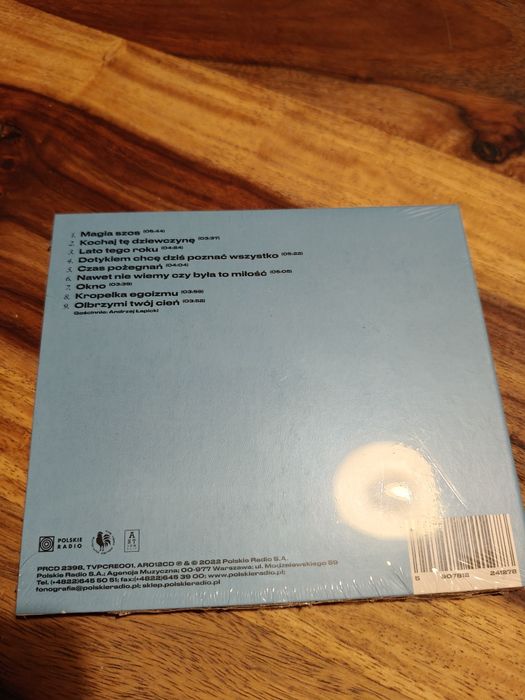 1. Magia szos (05:44)
2. Kochaj tę dziewczynę (03:37)
3. Lato tego roku (04:24)
4. Dotykiem chcę dziś poznać wszystko (05:22)
5. Czas pożegnań (04:04)
6. Nawet nie wiemy czy była to miłość (05:05)
7. Okno (03:39)
8. Kropelka egoizmu (03:59)
9. Olbrzymi twój cień (03:52)
Gościnnie: Andrzej Łapicki
POLSKIE
RADIO
PRCD 2398, TVPCRE001, AR012CD ℗ & © 2022 Polskie Radio S.A.
Polskie Radio S.A.; Agencja Muzyczna; 00-977 Warszawa; ul. Modzelewskiego 59
Tel. (+4822)645 50 51; fax:(+4822)645 39 00; www.polskieradio.pl;
fonografia@polskieradio.pl; sklep.polskieradio.pl
5 907812 241278